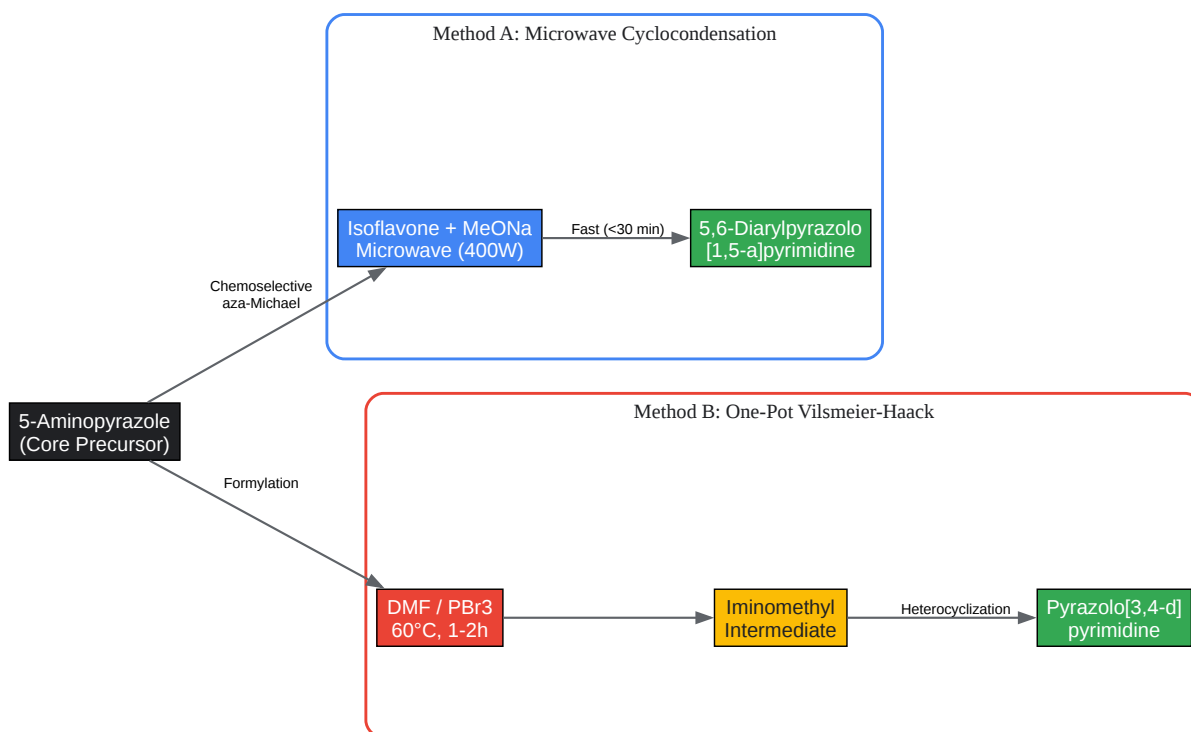 Method A: Microwave Cyclocondensation
Isoflavone + MeONa
Microwave (400W)
Fast (<30 min)
5,6-Diarylpyrazolo
[1,5-a]pyrimidine
Chemoselective
aza-Michael
5-Aminopyrazole
(Core Precursor)
Formylation
Method B: One-Pot Vilsmeier-Haack
DMF / PBr3
60°C, 1-2h
Iminomethyl
Intermediate
Heterocyclization
Pyrazolo[3,4-d]
pyrimidine